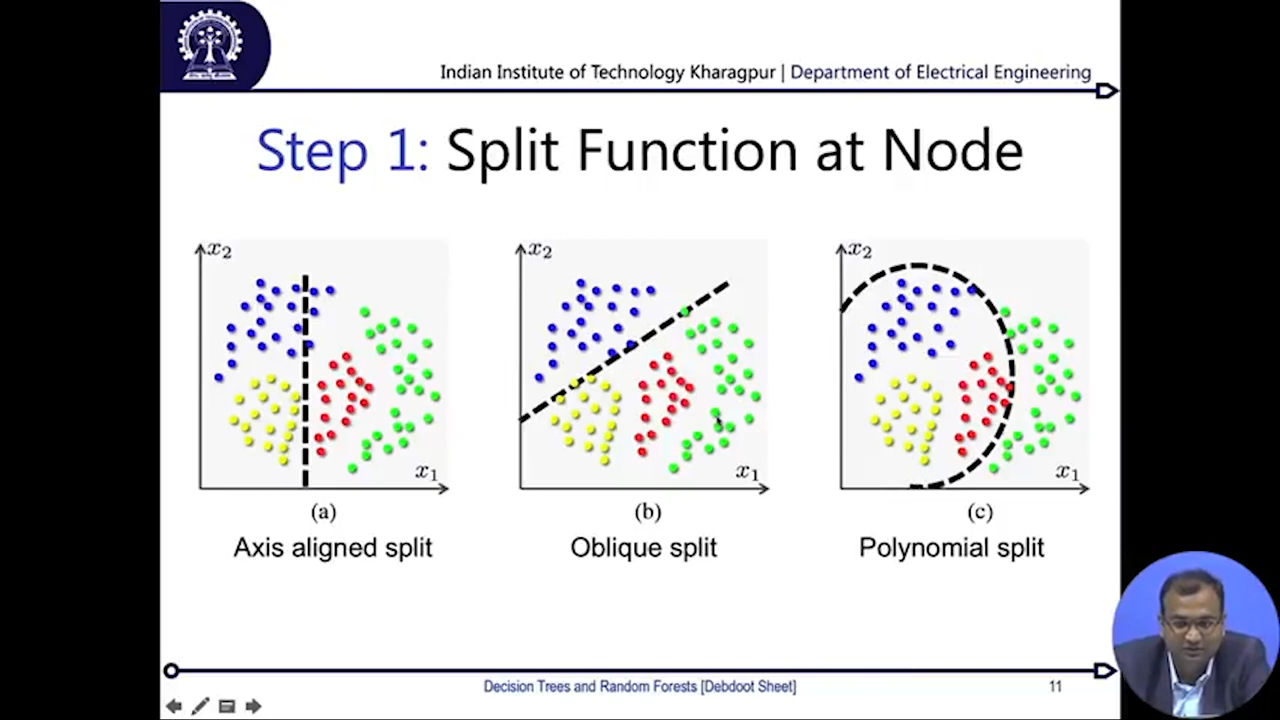 Indian Institute of Technology Kharagpur | Department of Electrical Engineering
Step 1: Split Function at Node
x₂ x₂ x₂
x₁ x₁ x₁
(a) (b) (c)
Axis aligned split Oblique split Polynomial split
Decision Trees and Random Forests [Debdoot Sheet] 11